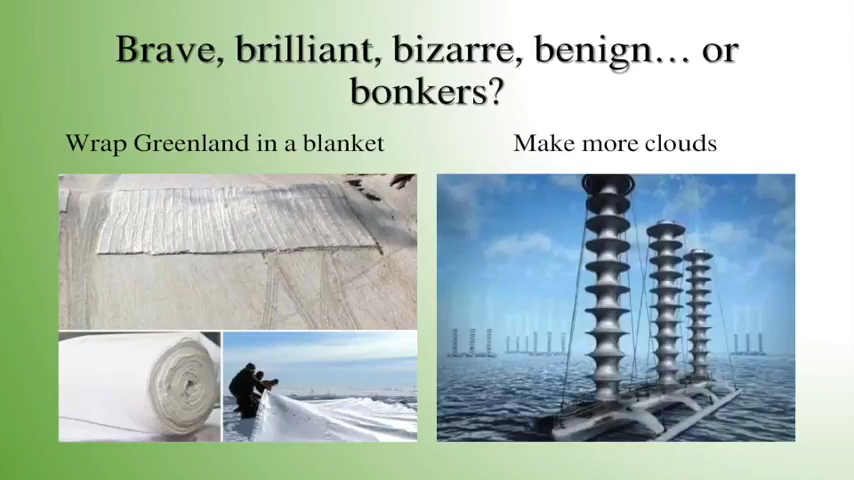 Brave, brilliant, bizarre, benign… or
bonkers?
Wrap Greenland in a blanket
Make more clouds